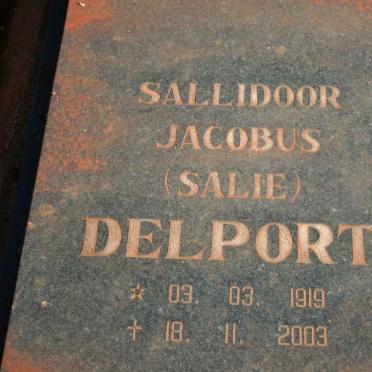 SALLIDOOR
JACOBUS
(SALIE)
DELPORT
☆ 03. 03. 1919
† 18. 11. 2003